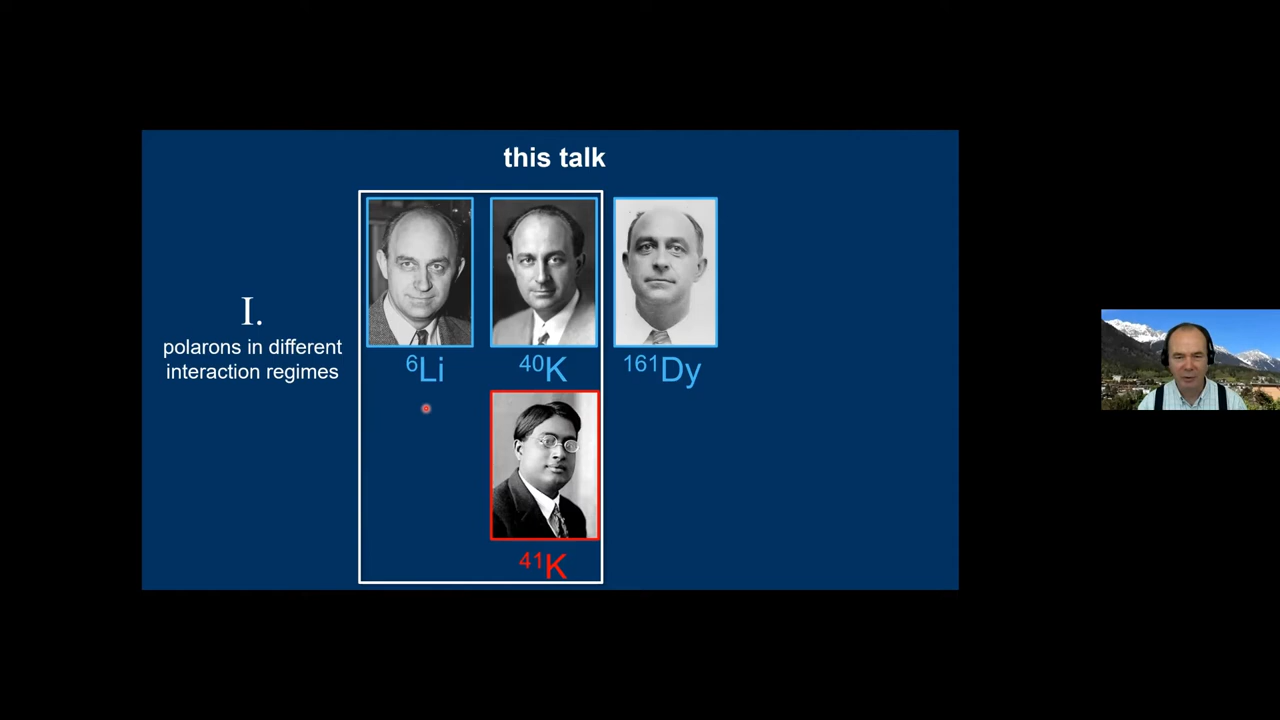 this talk
I.
polarons in different
interaction regimes
⁶Li
⁴⁰K
¹⁶¹Dy
⁴¹K